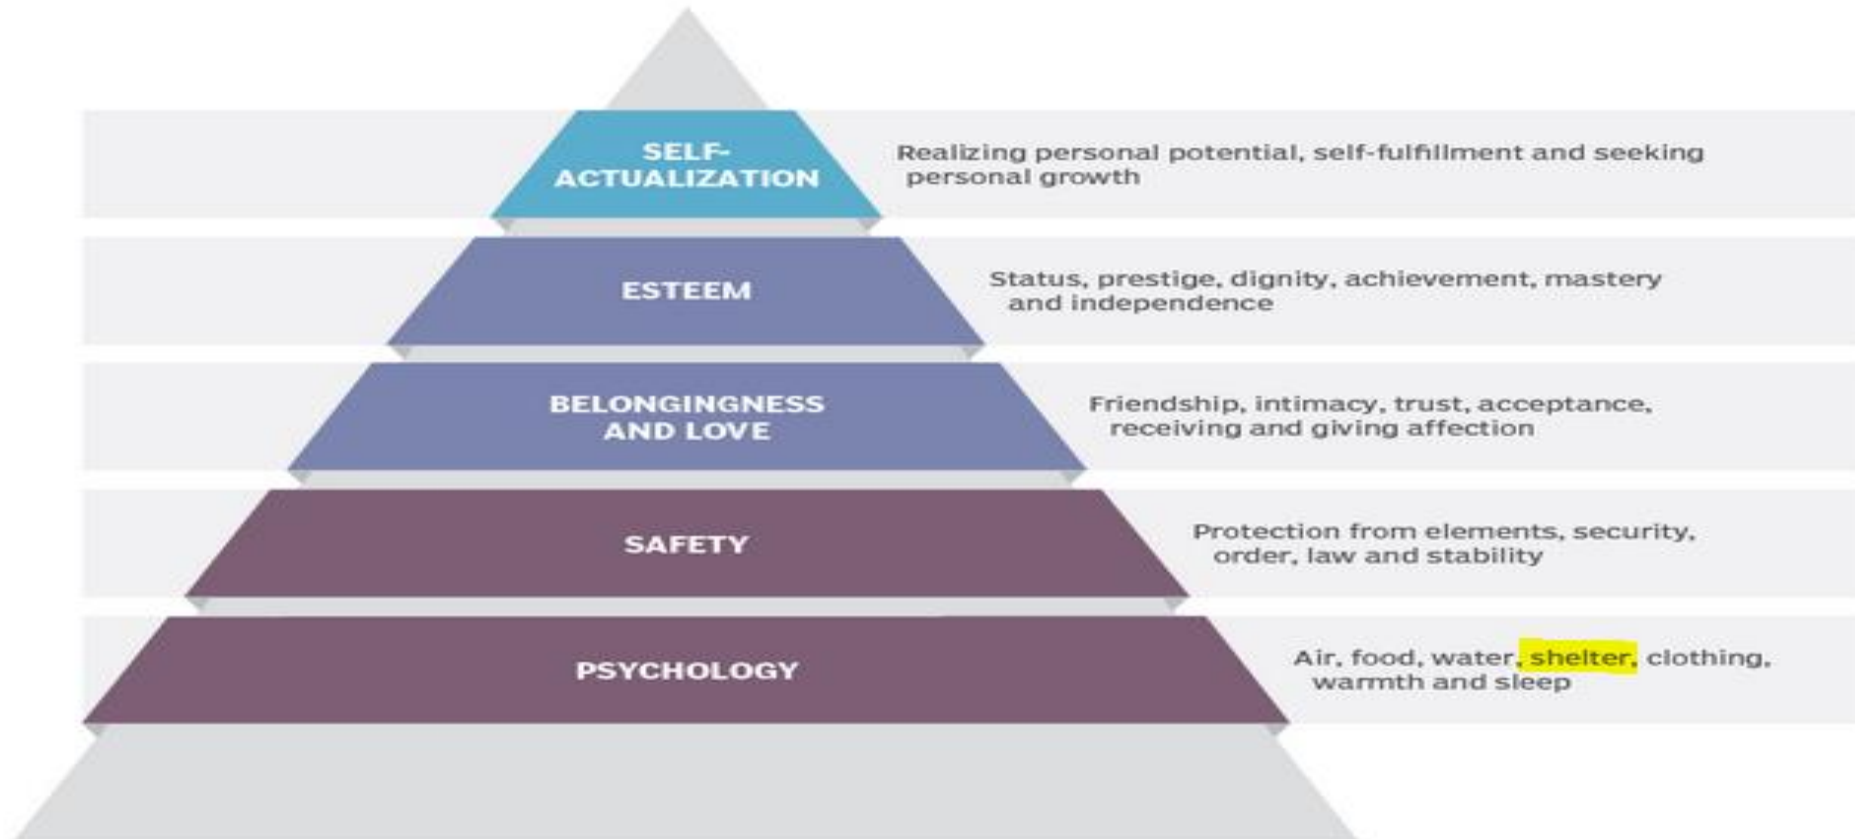 SELF-
ACTUALIZATION
Realizing personal potential, self-fulfillment and seeking
personal growth
ESTEEM
Status, prestige, dignity, achievement, mastery
and independence
BELONGINGNESS
AND LOVE
Friendship, intimacy, trust, acceptance,
receiving and giving affection
SAFETY
Protection from elements, security,
order, law and stability
PSYCHOLOGY
Air, food, water, shelter, clothing,
warmth and sleep